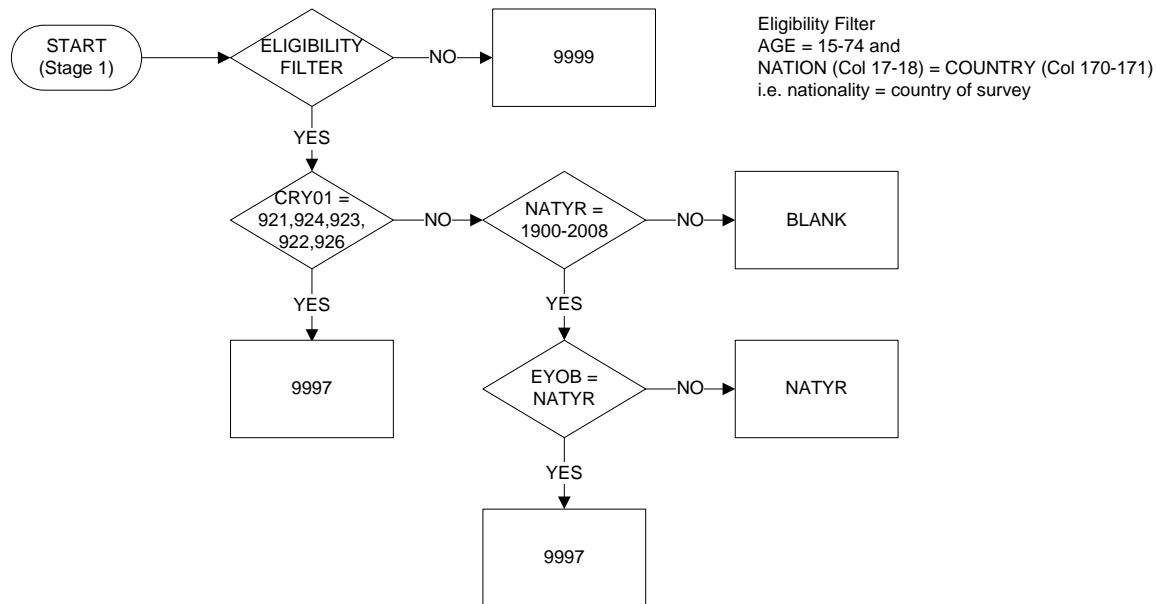 START
(Stage 1)
ELIGIBILITY
FILTER
NO
9999
Eligibility Filter
AGE = 15-74 and
NATION (Col 17-18) = COUNTRY (Col 170-171)
i.e. nationality = country of survey
YES
CRY01 =
921,924,923,
922,926
NO
NATYR =
1900-2008
NO
BLANK
YES
YES
9997
EYOB =
NATYR
NO
NATYR
YES
9997